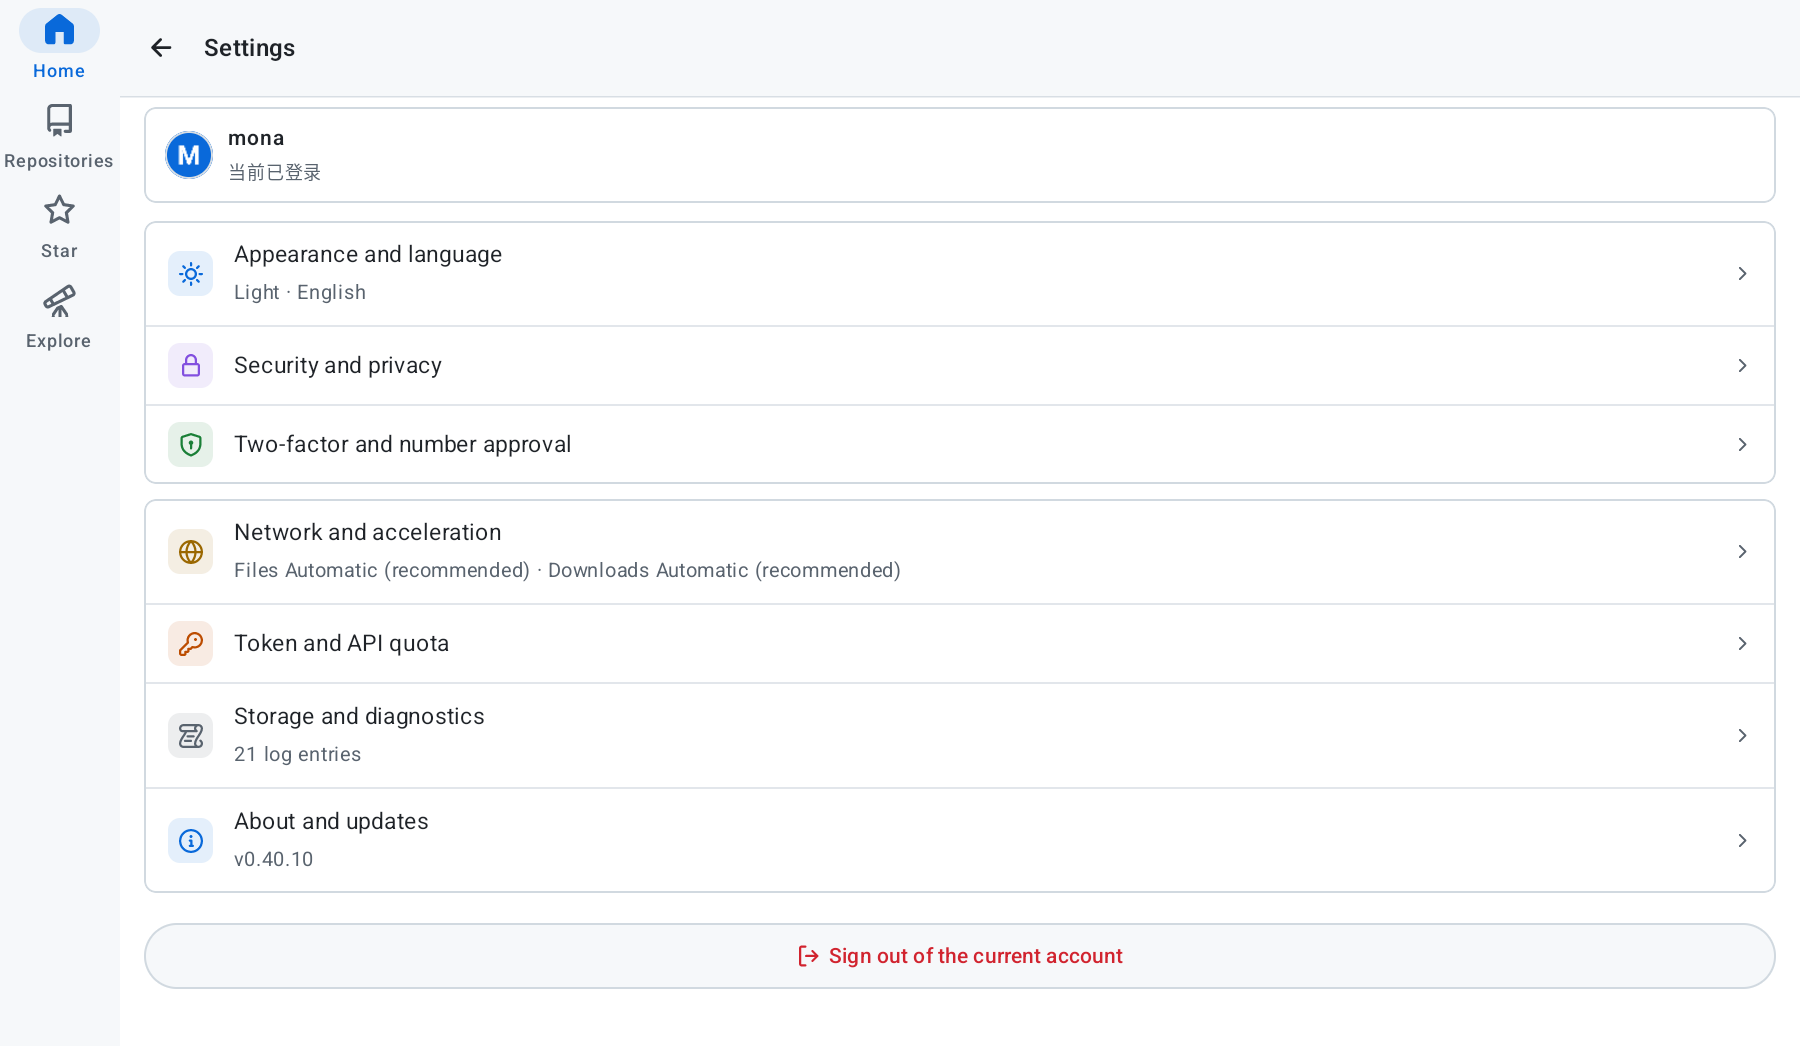 Home
Repositories
Star
Explore
Settings
M
mona
当前已登录
Appearance and language
Light · English
Security and privacy
Two-factor and number approval
Network and acceleration
Files Automatic (recommended) · Downloads Automatic (recommended)
Token and API quota
Storage and diagnostics
21 log entries
About and updates
v0.40.10
Sign out of the current account